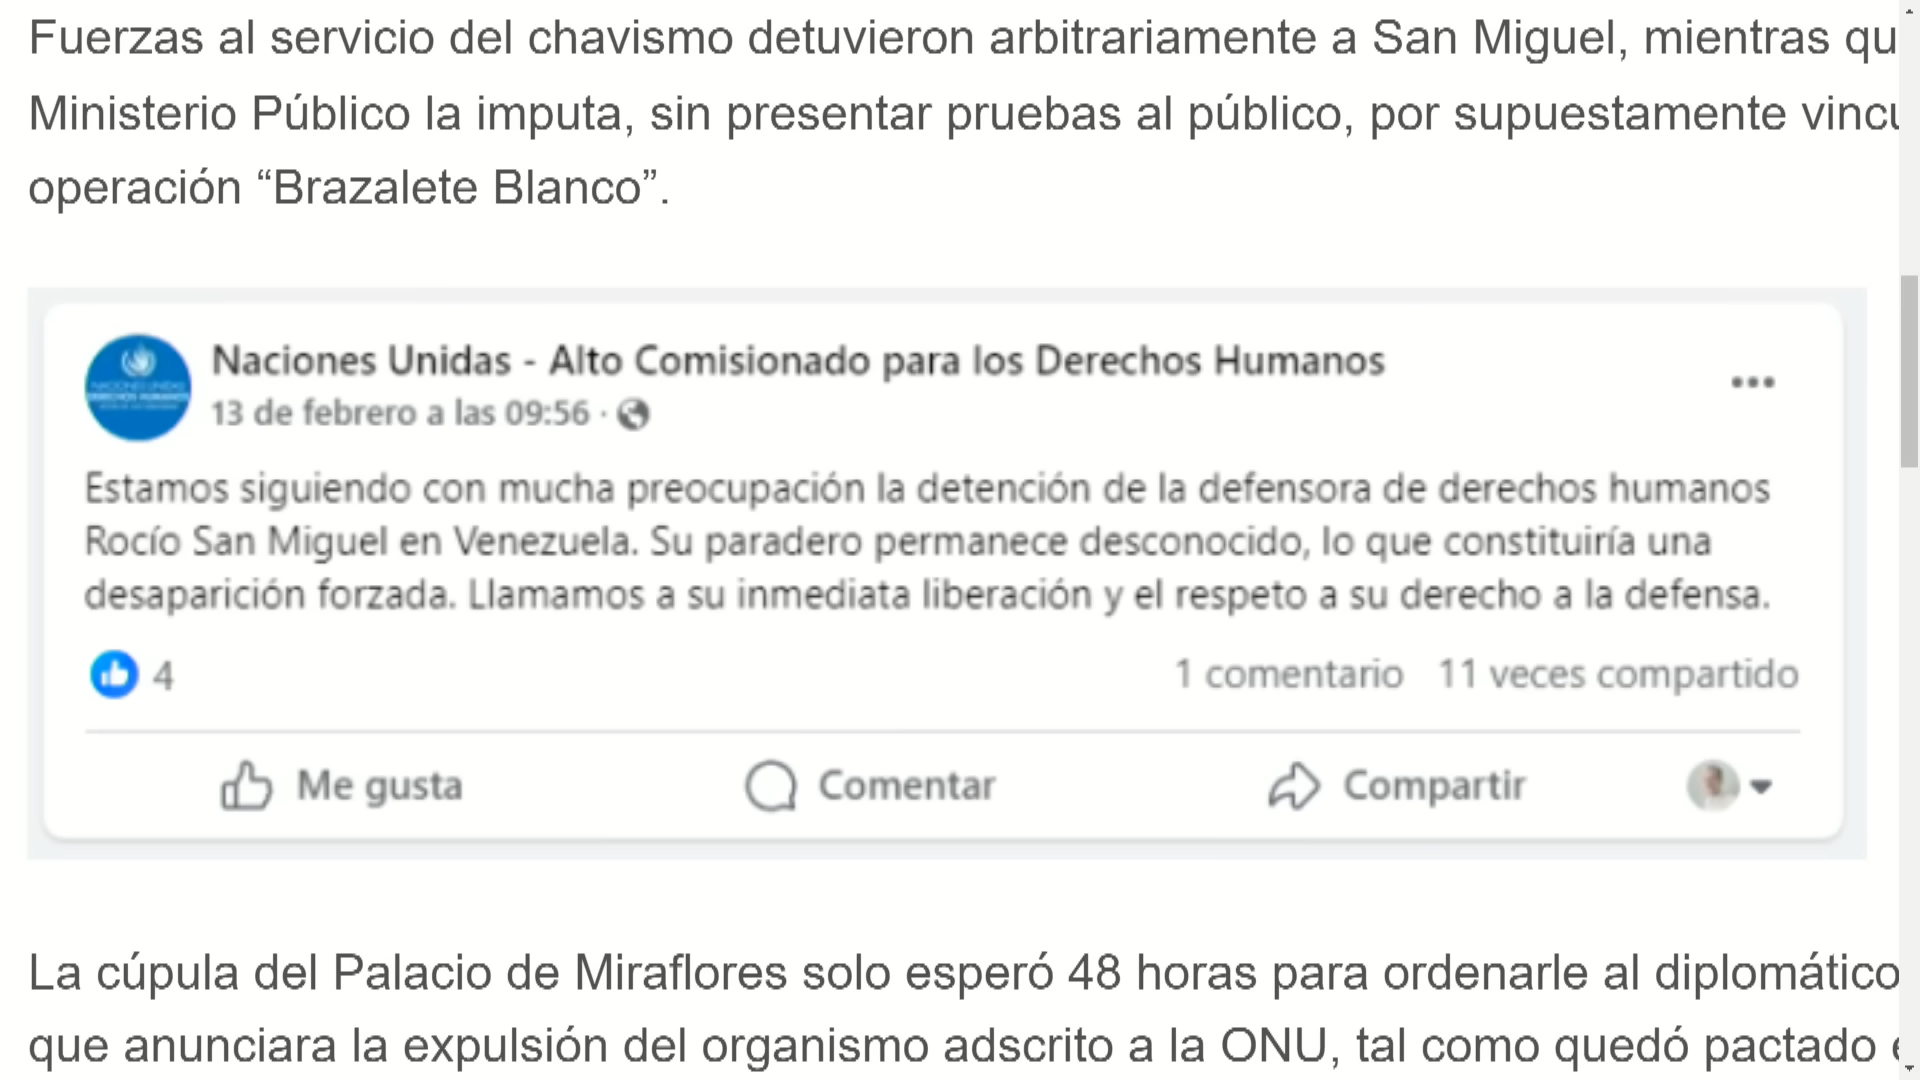 Fuerzas al servicio del chavismo detuvieron arbitrariamente a San Miguel, mientras qu
Ministerio Público la imputa, sin presentar pruebas al público, por supuestamente
operación “Brazalete Blanco”.
Naciones Unidas - Alto Comisionado para los Derechos Humanos
13 de febrero a las 09:56 ·
Estamos siguiendo con mucha preocupación la detención de la defensora de derechos humanos
Rocío San Miguel en Venezuela. Su paradero permanece desconocido, lo que constituiría una
desaparición forzada. Llamamos a su inmediata liberación y el respeto a su derecho a la defensa.
4
1 comentario 11 veces compartido
Me gusta Comentar Compartir
La cúpula del Palacio de Miraflores solo esperó 48 horas para ordenarle al diplomático
que anunciara la expulsión del organismo adscrito a la ONU, tal como quedó pactado